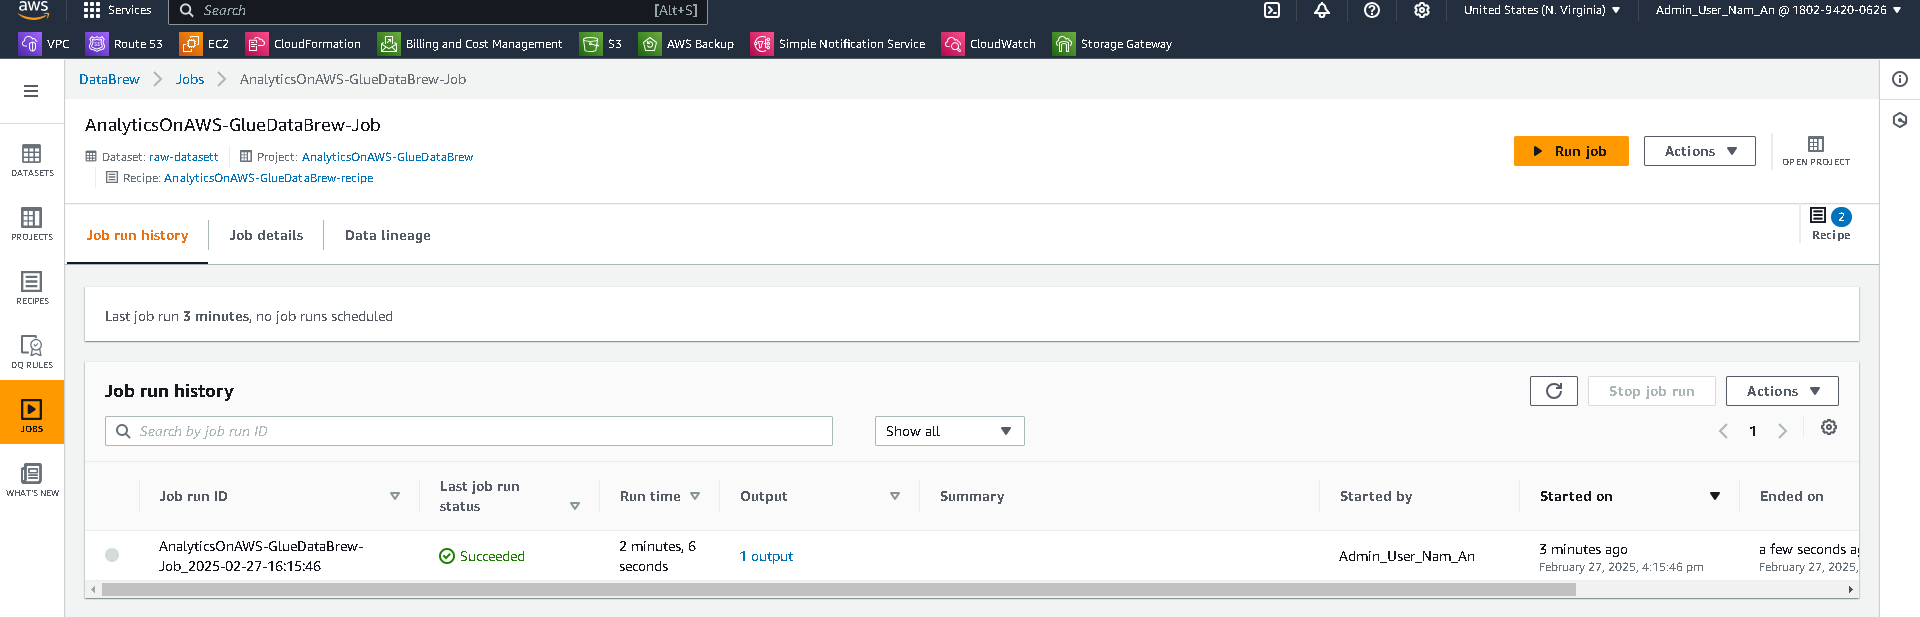 aws
Services
Search
[Alt+S]
United States (N. Virginia) ▼
Admin_User_Nam_An @ 1802-9420-0626 ▼
VPC
Route 53
EC2
CloudFormation
Billing and Cost Management
S3
AWS Backup
Simple Notification Service
CloudWatch
Storage Gateway
DataBrew
Jobs
AnalyticsOnAWS-GlueDataBrew-Job
DATASETS
PROJECTS
RECIPES
DQ RULES
JOBS
WHAT'S NEW
AnalyticsOnAWS-GlueDataBrew-Job
Dataset: raw-datasett
Project: AnalyticsOnAWS-GlueDataBrew
Recipe: AnalyticsOnAWS-GlueDataBrew-recipe
Run job
Actions
OPEN PROJECT
Job run history
Job details
Data lineage
2
Recipe
Last job run 3 minutes, no job runs scheduled
Job run history
Stop job run
Actions
Search by job run ID
Show all
1
Job run ID
Last job run
status
Run time
Output
Summary
Started by
Started on
Ended on
AnalyticsOnAWS-GlueDataBrew-
Job_2025-02-27-16:15:46
Succeeded
2 minutes, 6
seconds
1 output
Admin_User_Nam_An
3 minutes ago
February 27, 2025, 4:15:46 pm
a few seconds
February 27, 2025,